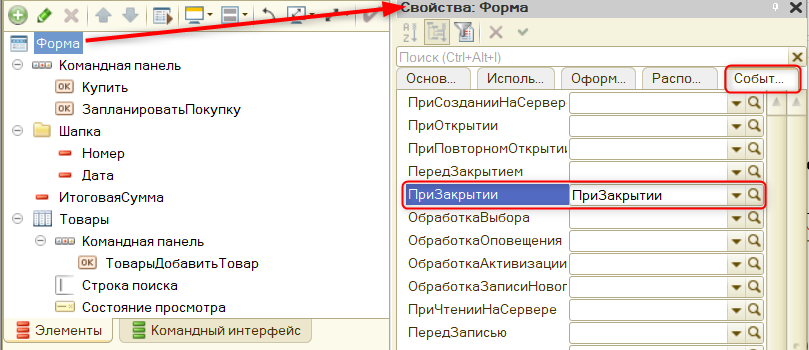 Форма
Командная панель
OK Купить
OK ЗапланироватьПокупку
Шапка
Номер
Дата
ИтоговаяСумма
Товары
Командная панель
OK ТоварыДобавитьТовар
Строка поиска
Состояние просмотра
Элементы
Командный интерфейс
Свойства: Форма
Поиск (Ctrl+Alt+I)
Основ... Исполь... Оформ... Распо... Событ...
ПриСозданииНаСервере
ПриОткрытии
ПриПовторномОткрытии
ПередЗакрытием
ПриЗакрытии ПриЗакрытии
ОбработкаВыбора
ОбработкаОповещения
ОбработкаАктивизации
ОбработкаЗаписиНовог
ПриЧтенииНаСервере
ПередЗаписью